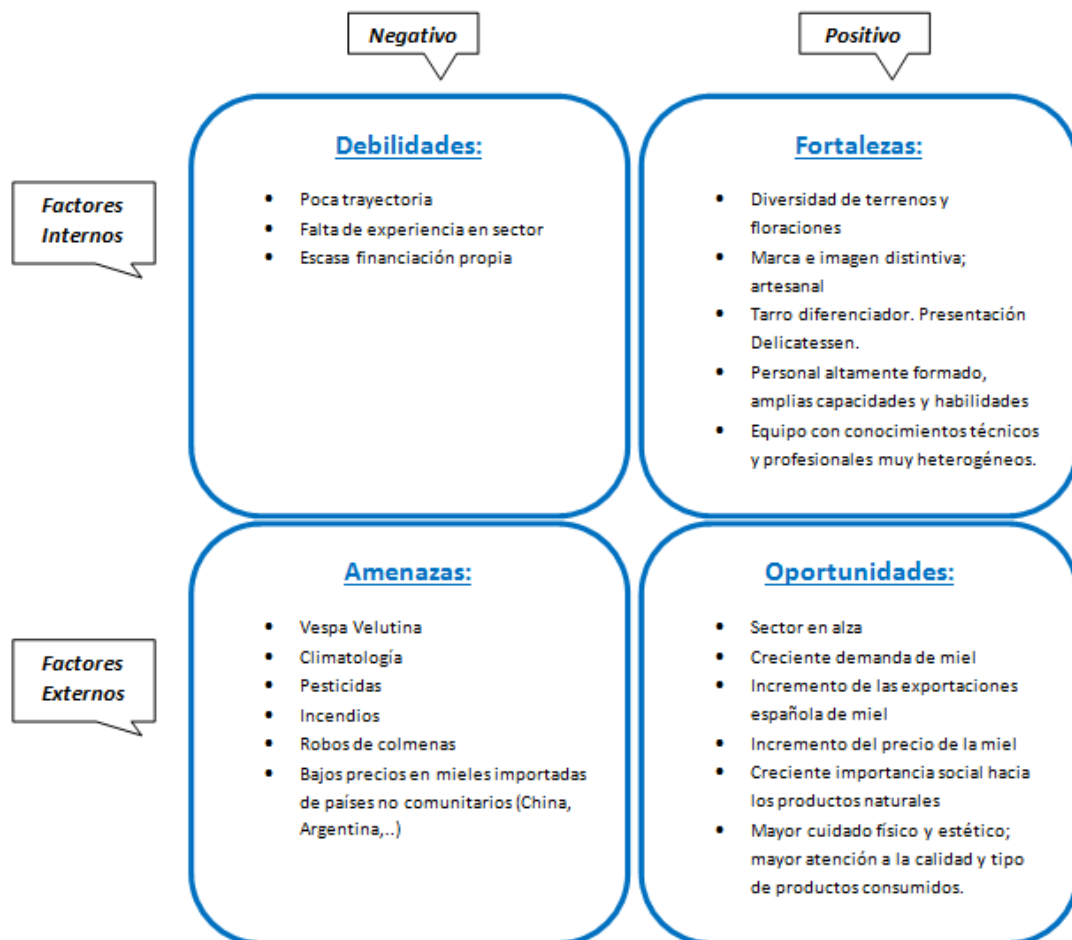 Negativo
Positivo
Factores
Internos
Debilidades:
• Poca trayectoria
• Falta de experiencia en sector
• Escasa financiación propia
Fortalezas:
• Diversidad de terrenos y
floraciones
• Marca e imagen distintiva;
artesanal
• Tarro diferenciador. Presentación
Delicatessen.
• Personal altamente formado,
amplias capacidades y habilidades
• Equipo con conocimientos técnicos
y profesionales muy heterogéneos.
Factores
Externos
Amenazas:
• Vespa Velutina
• Climatología
• Pesticidas
• Incendios
• Robos de colmenas
• Bajos precios en mieles importadas
de países no comunitarios (China,
Argentina,..)
Oportunidades:
• Sector en alza
• Creciente demanda de miel
• Incremento de las exportaciones
española de miel
• Incremento del precio de la miel
• Creciente importancia social hacia
los productos naturales
• Mayor cuidado físico y estético;
mayor atención a la calidad y tipo
de productos consumidos.